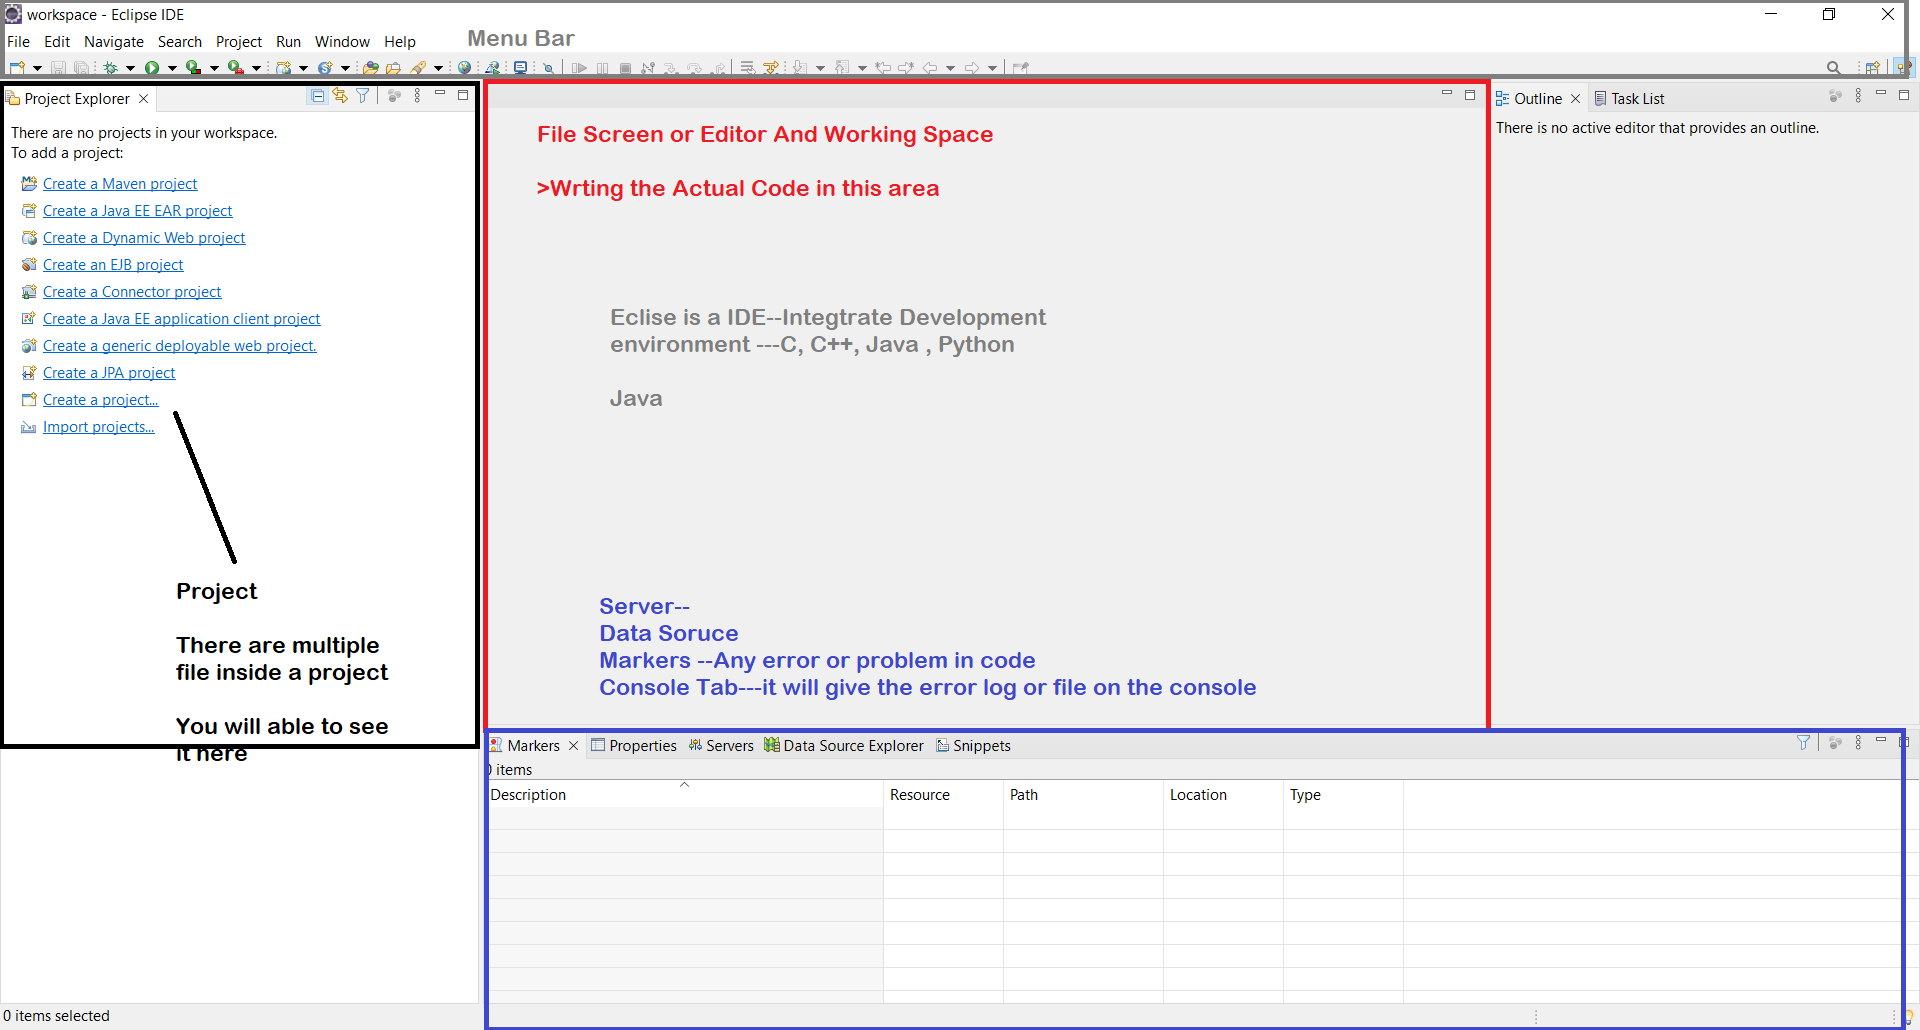 workspace - Eclipse IDE
File Edit Navigate Search Project Run Window Help
Menu Bar
Project Explorer
There are no projects in your workspace.
To add a project:
Create a Maven project
Create a Java EE EAR project
Create a Dynamic Web project
Create an EJB project
Create a Connector project
Create a Java EE application client project
Create a generic deployable web project.
Create a JPA project
Create a project...
Import projects...
Project
There are multiple
file inside a project
You will able to see
it here
File Screen or Editor And Working Space
>Wrting the Actual Code in this area
Eclise is a IDE--Integtrate Development
environment ---C, C++, Java , Python
Java
Server--
Data Soruce
Markers --Any error or problem in code
Console Tab---it will give the error log or file on the console
Outline Task List
There is no active editor that provides an outline.
Markers Properties Servers Data Source Explorer Snippets
0 items
Description Resource Path Location Type
0 items selected